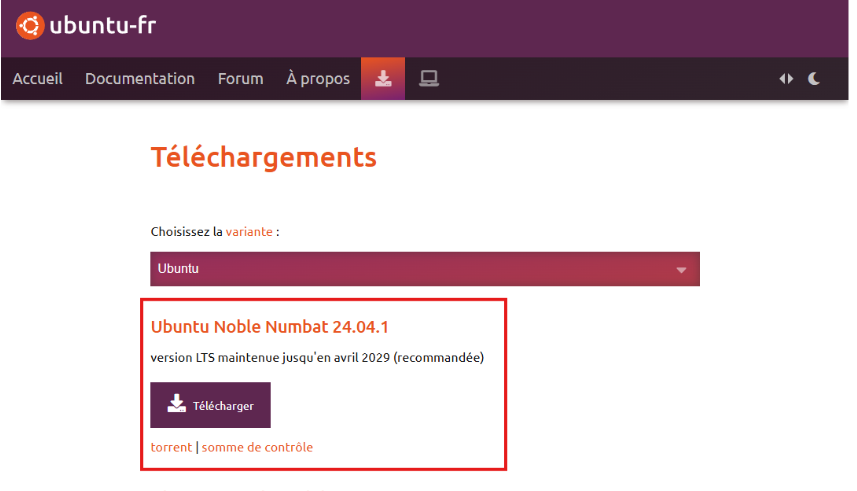 ubuntu-fr
Accueil Documentation Forum À propos
Téléchargements
Choisissez la variante :
Ubuntu
Ubuntu Noble Numbat 24.04.1
version LTS maintenue jusqu'en avril 2029 (recommandée)
Télécharger
torrent | somme de contrôle